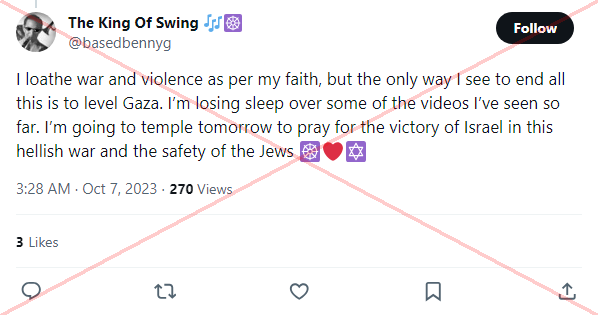 The King Of Swing 🎶☸️
@basedbennyg
Follow
I loathe war and violence as per my faith, but the only way I see to end all
this is to level Gaza. I’m losing sleep over some of the videos I’ve seen so
far. I’m going to temple tomorrow to pray for the victory of Israel in this
hellish war and the safety of the Jews ☸️❤️🔯
3:28 AM · Oct 7, 2023 · 270 Views
3 Likes